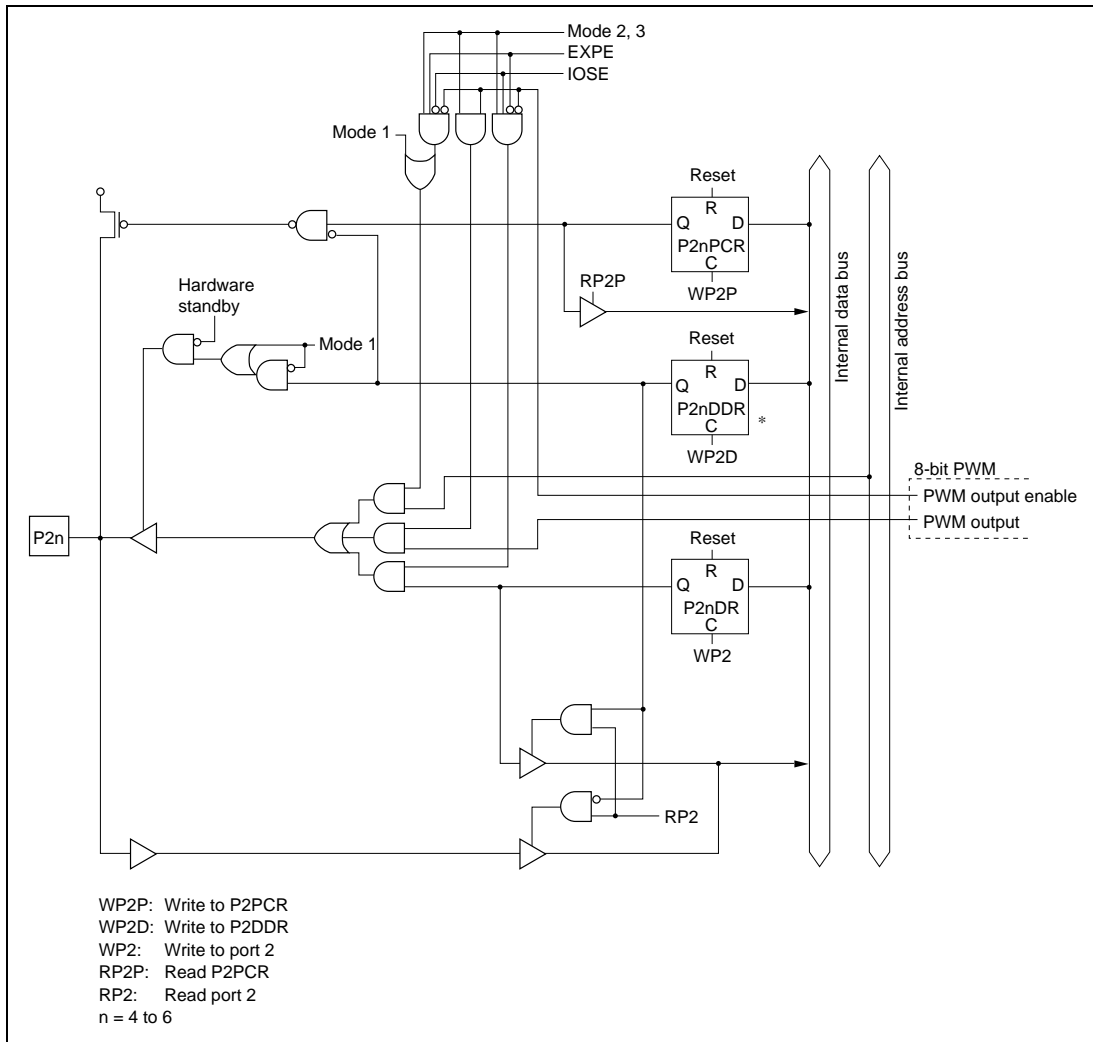 Mode 2, 3
EXPE
IOSE
Mode 1
Reset
R
Q D
P2nPCR
C
WP2P
RP2P
Hardware
standby
Mode 1
Reset
R
Q D
P2nDDR
C
*
WP2D
Internal data bus
Internal address bus
8-bit PWM
PWM output enable
PWM output
P2n
Reset
R
Q D
P2nDR
C
WP2
RP2
WP2P: Write to P2PCR
WP2D: Write to P2DDR
WP2: Write to port 2
RP2P: Read P2PCR
RP2: Read port 2
n = 4 to 6